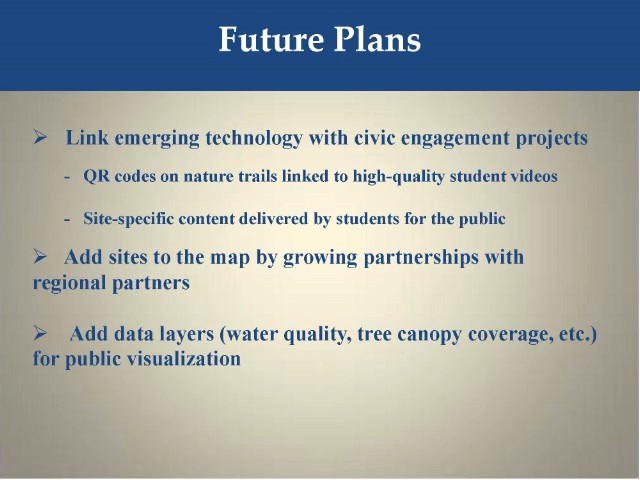 Future Plans
➢ Link emerging technology with civic engagement projects
- QR codes on nature trails linked to high-quality student videos
- Site-specific content delivered by students for the public
➢ Add sites to the map by growing partnerships with
regional partners
➢ Add data layers (water quality, tree canopy coverage, etc.)
for public visualization